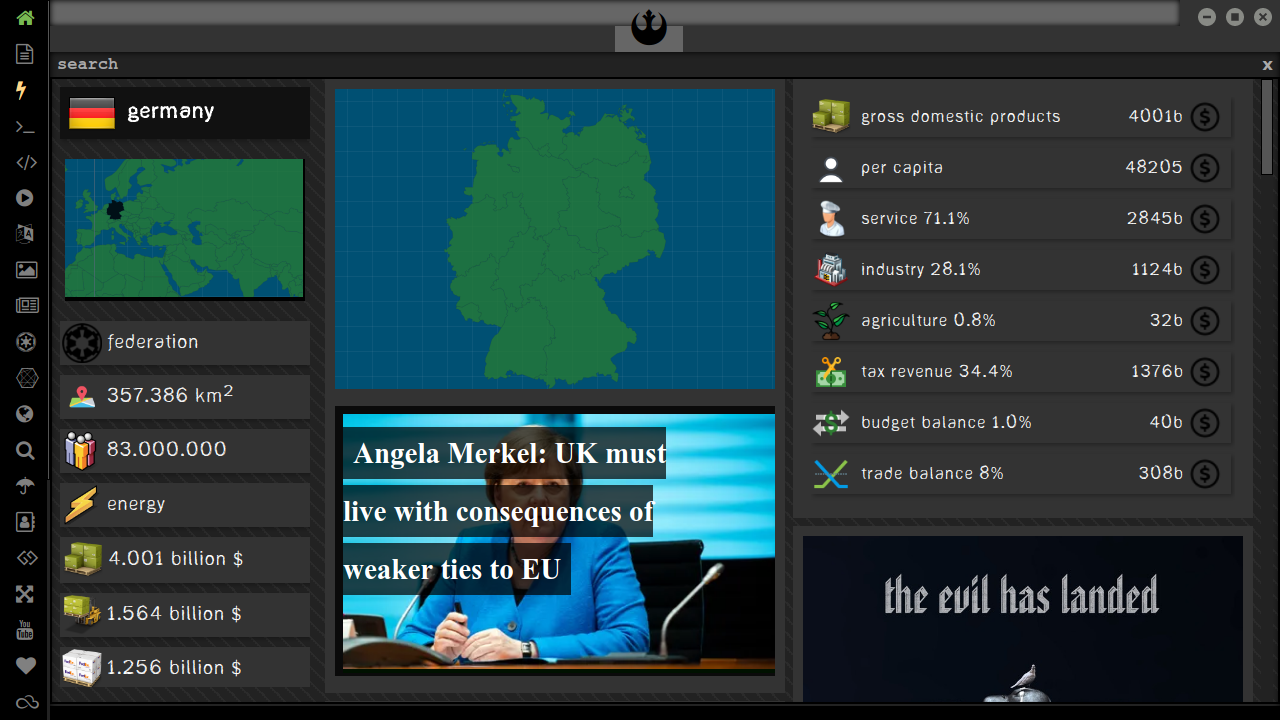 search
x
germany
federation
357.386 km²
83.000.000
energy
4.001 billion $
1.564 billion $
1.256 billion $
Angela Merkel: UK must
live with consequences of
weaker ties to EU
gross domestic products 4001b $
per capita 48205 $
service 71.1% 2845b $
industry 28.1% 1124b $
agriculture 0.8% 32b $
tax revenue 34.4% 1376b $
budget balance 1.0% 40b $
trade balance 8% 308b $
the evil has landed
You
Tube